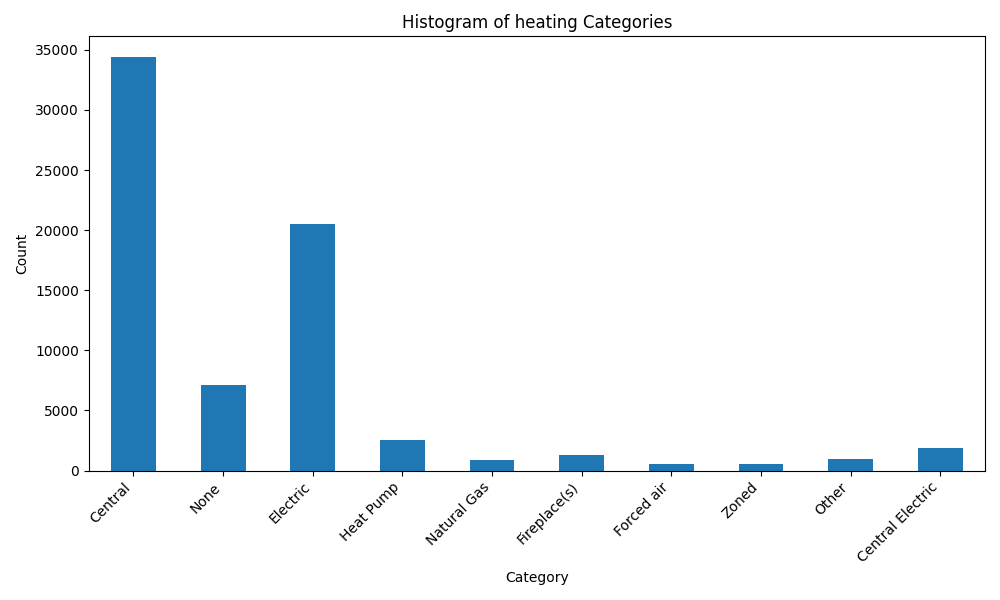 Histogram of heating Categories
Count
35000
30000
25000
20000
15000
10000
5000
0
Central
None
Electric
Heat Pump
Natural Gas
Fireplace(s)
Forced air
Zoned
Other
Central Electric
Category